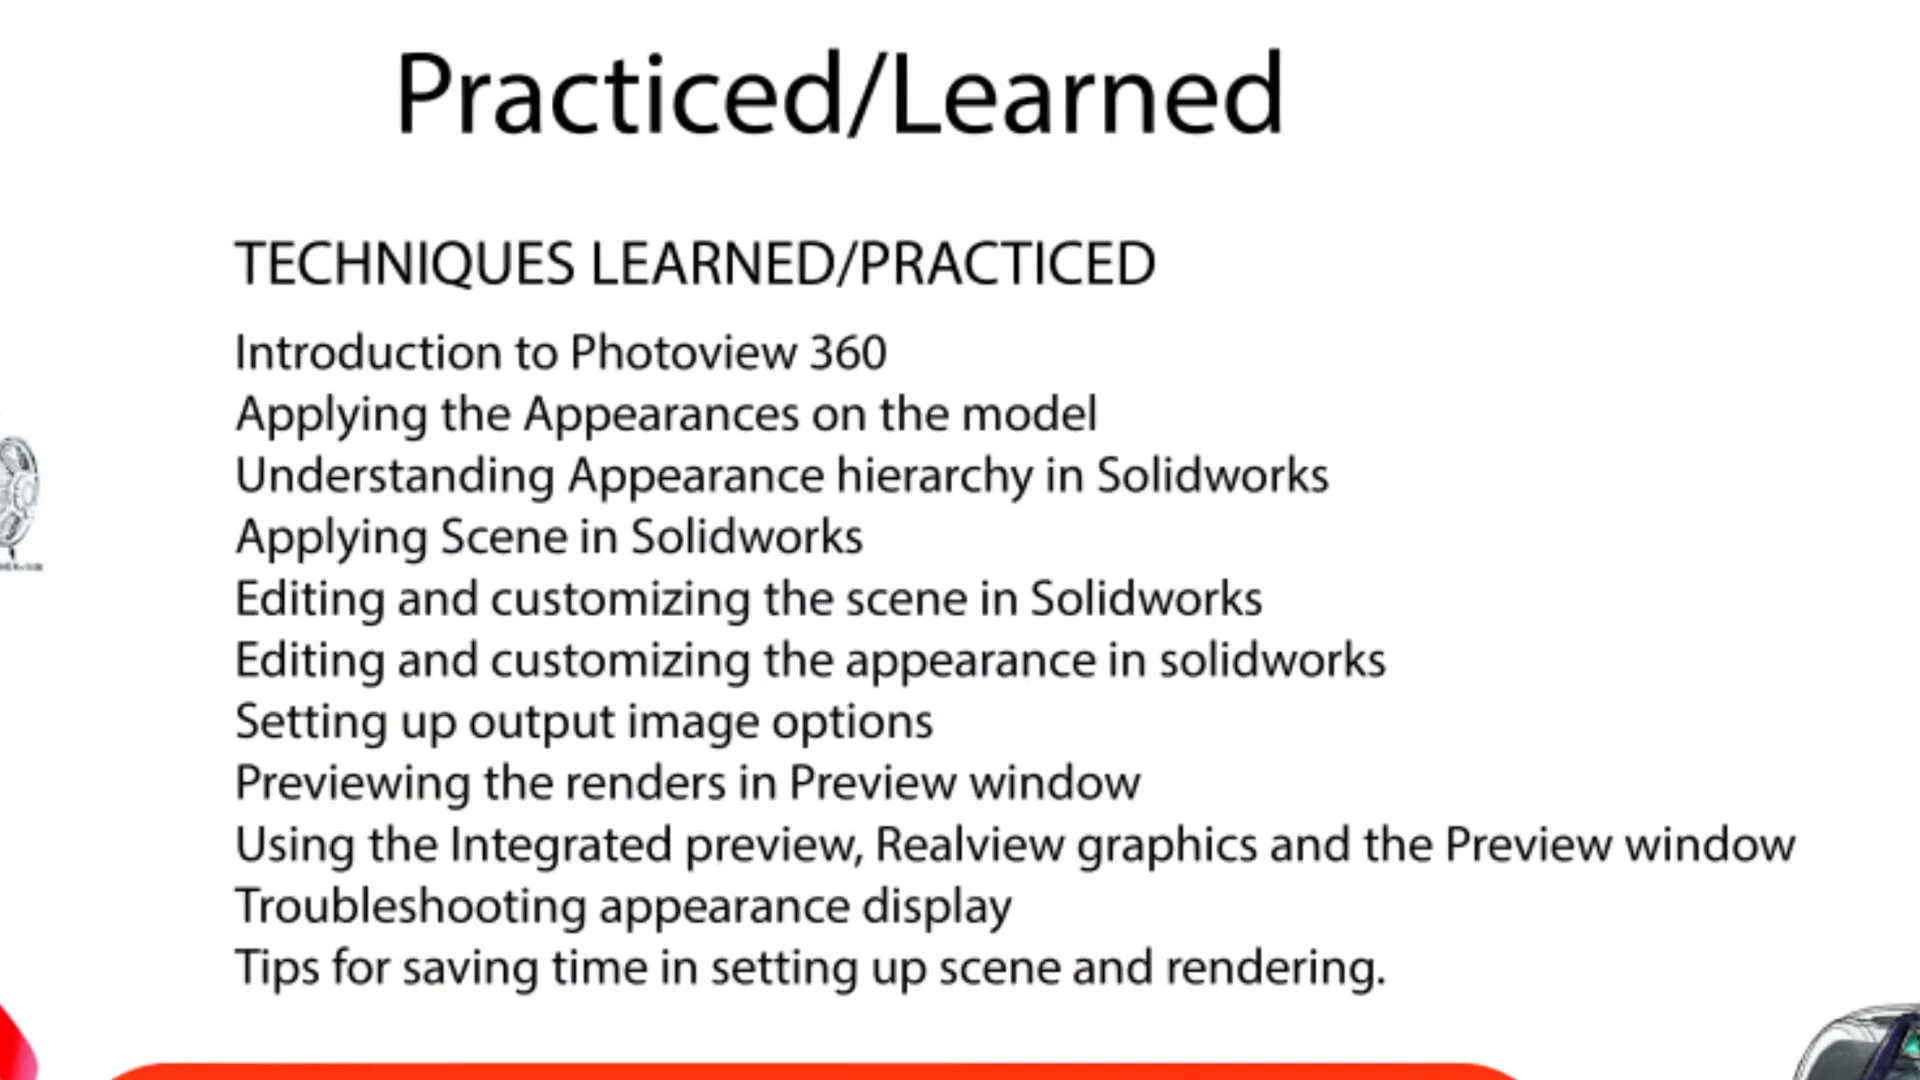 Practiced/Learned
TECHNIQUES LEARNED/PRACTICED
Introduction to Photoview 360
Applying the Appearances on the model
Understanding Appearance hierarchy in Solidworks
Applying Scene in Solidworks
Editing and customizing the scene in Solidworks
Editing and customizing the appearance in solidworks
Setting up output image options
Previewing the renders in Preview window
Using the Integrated preview, Realview graphics and the Preview window
Troubleshooting appearance display
Tips for saving time in setting up scene and rendering.